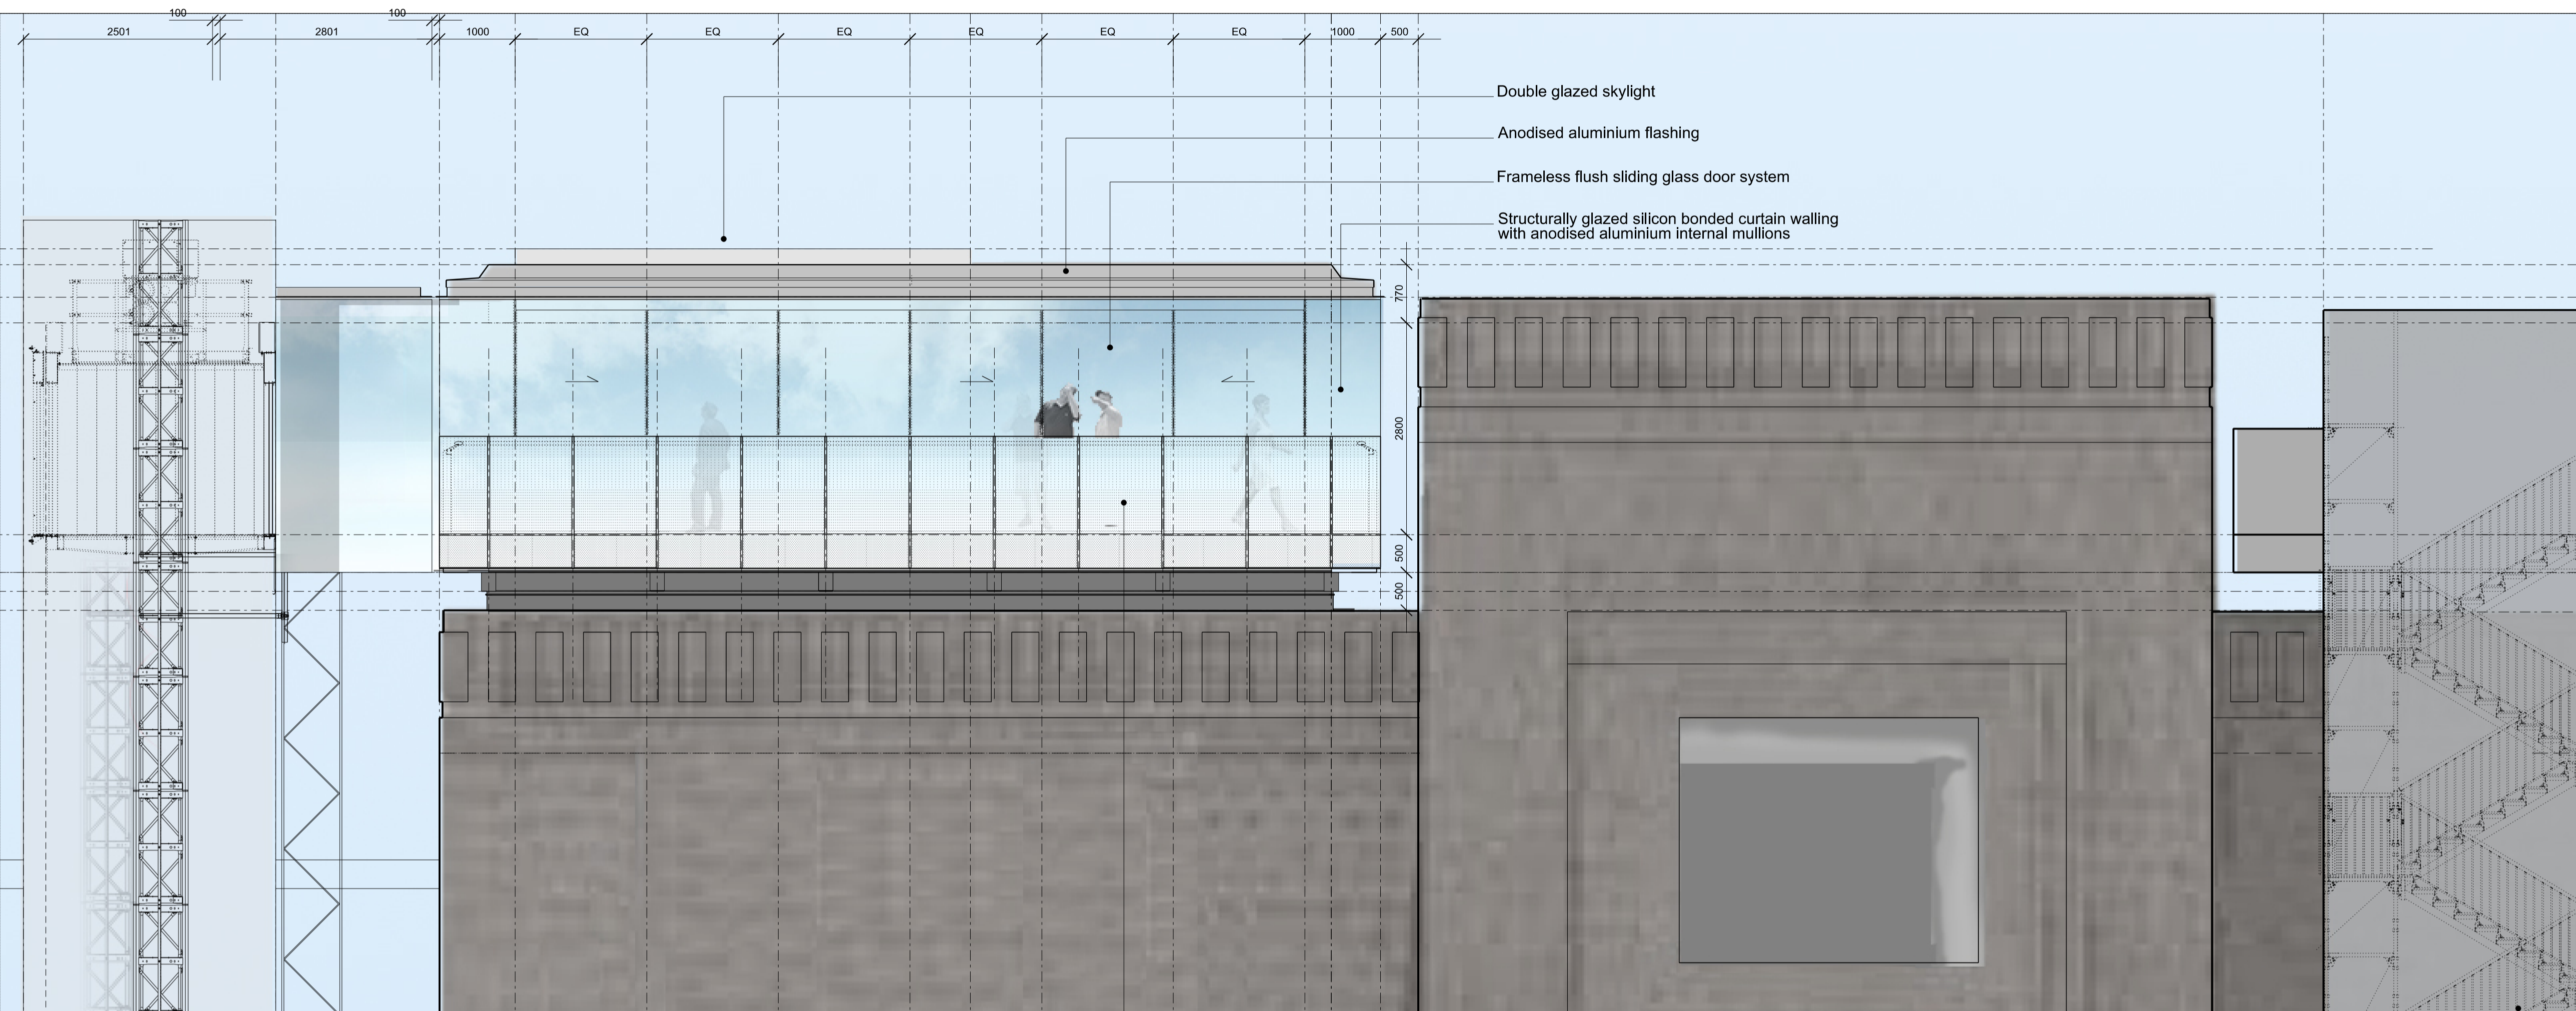 100
100
2501
2801
1000
EQ
EQ
EQ
EQ
EQ
EQ
1000
500
Double glazed skylight
Anodised aluminium flashing
Frameless flush sliding glass door system
Structurally glazed silicon bonded curtain walling
with anodised aluminium internal mullions
770
2800
500
500